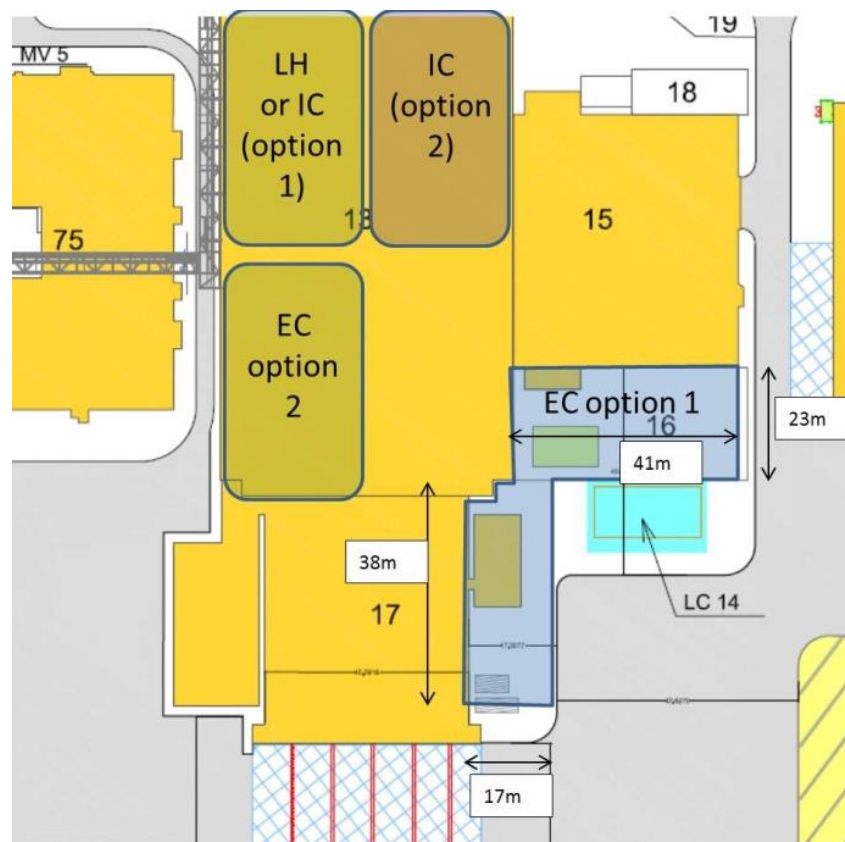 19
MV 5
LH
or IC
(option
1)
IC
(option
2)
18
13
15
75
EC
option
2
EC option 1
16
23m
41m
38m
17
LC 14
17m